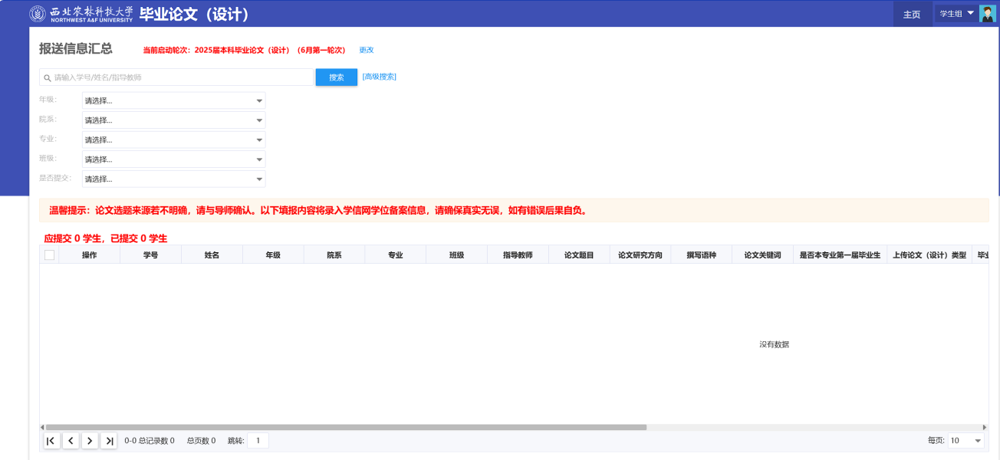 西北农林科技大学 毕业论文（设计） 主页 学生组
NORTHWEST A&F UNIVERSITY
报送信息汇总 当前启动轮次：2025届本科毕业论文（设计）（6月第一轮次） 更改
请输入学号/姓名/指导教师 搜索 [高级搜索]
年级： 请选择...
院系： 请选择...
专业： 请选择...
班级： 请选择...
是否提交： 请选择...
温馨提示：论文选题来源若不明确，请与导师确认。以下填报内容将录入学信网学位备案信息，请确保真实无误，如有错误后果自负。
应提交 0 学生，已提交 0 学生
操作 学号 姓名 年级 院系 专业 班级 指导教师 论文题目 论文研究方向 撰写语种 论文关键词 是否本专业第一届毕业生 上传论文（设计）类型 毕业
没有数据
0-0 总记录数 0 总页数 0 跳转: 1 每页: 10